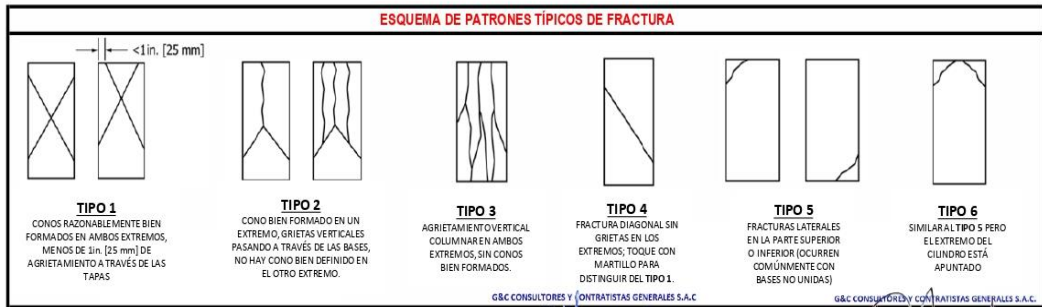 ESQUEMA DE PATRONES TÍPICOS DE FRACTURA
<1in. [25 mm]
TIPO 1
CONOS RAZONABLEMENTE BIEN
FORMADOS EN AMBOS EXTREMOS,
MENOS DE 1in. [25 mm] DE
AGRIETAMIENTO A TRAVÉS DE LAS
TAPAS
TIPO 2
CONO BIEN FORMADO EN UN
EXTREMO, GRIETAS VERTICALES
PASANDO A TRAVÉS DE LAS BASES,
NO HAY CONO BIEN DEFINIDO EN
EL OTRO EXTREMO.
TIPO 3
AGRIETAMIENTO VERTICAL
COLUMNAR EN AMBOS
EXTREMOS, SIN CONOS
BIEN FORMADOS.
TIPO 4
FRACTURA DIAGONAL SIN
GRIETAS EN LOS
EXTREMOS; TOQUE CON
MARTILLO PARA
DISTINGUIR DEL TIPO 1.
TIPO 5
FRACTURAS LATERALES
EN LA PARTE SUPERIOR
O INFERIOR (OCURREN
COMÚNMENTE CON
BASES NO UNIDAS)
TIPO 6
SIMILAR AL TIPO 5 PERO
EL EXTREMO DEL
CILINDRO ESTÁ
APUNTADO
G&C CONSULTORES Y CONTRATISTAS GENERALES S.A.C
G&C CONSULTORES Y CONTRATISTAS GENERALES S.A.C.